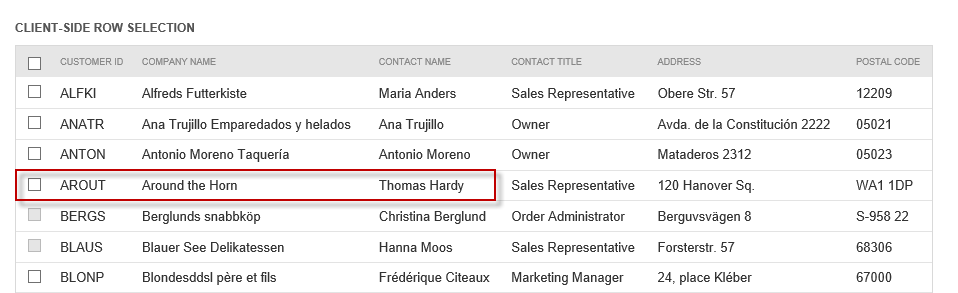 CLIENT-SIDE ROW SELECTION
CUSTOMER ID COMPANY NAME CONTACT NAME CONTACT TITLE ADDRESS POSTAL CODE
ALFKI Alfreds Futterkiste Maria Anders Sales Representative Obere Str. 57 12209
ANATR Ana Trujillo Emparedados y helados Ana Trujillo Owner Avda. de la Constitución 2222 05021
ANTON Antonio Moreno Taquería Antonio Moreno Owner Mataderos 2312 05023
AROUT Around the Horn Thomas Hardy Sales Representative 120 Hanover Sq. WA1 1DP
BERGS Berglunds snabbköp Christina Berglund Order Administrator Berguvsvägen 8 S-958 22
BLAUS Blauer See Delikatessen Hanna Moos Sales Representative Forsterstr. 57 68306
BLONP Blondesddsl père et fils Frédérique Citeaux Marketing Manager 24, place Kléber 67000